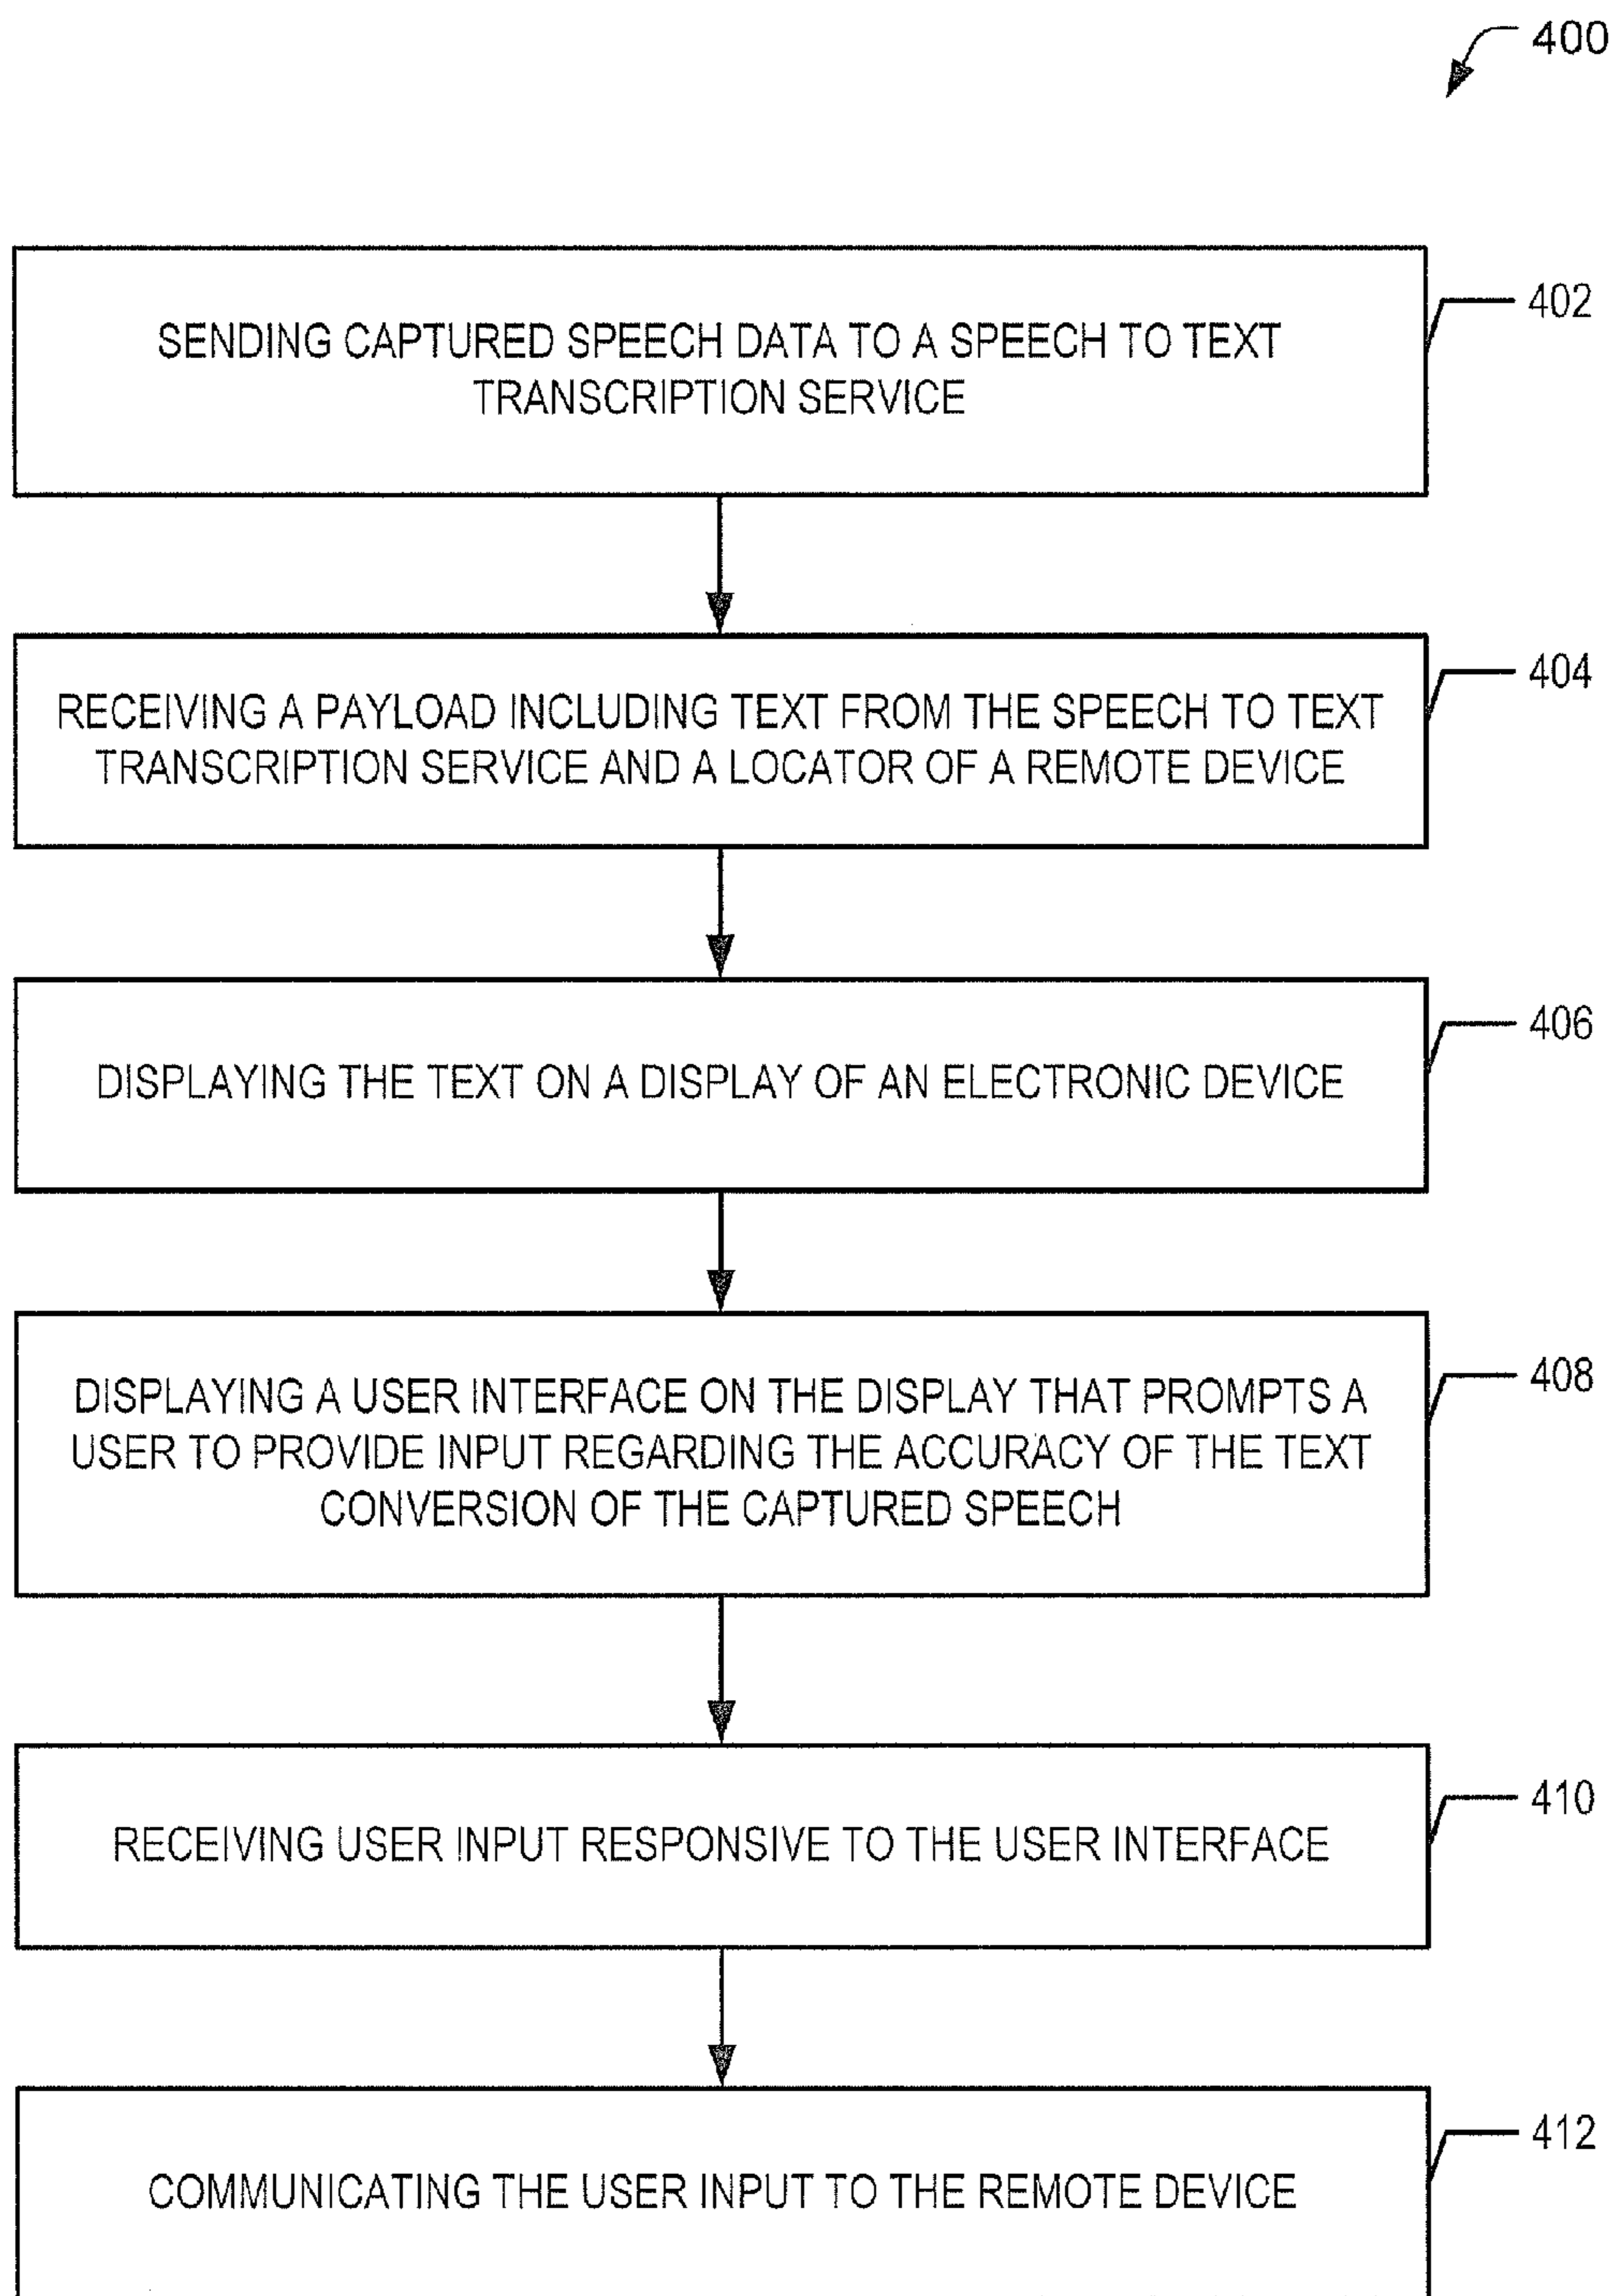 400
SENDING CAPTURED SPEECH DATA TO A SPEECH TO TEXT
TRANSCRIPTION SERVICE
402
RECEIVING A PAYLOAD INCLUDING TEXT FROM THE SPEECH TO TEXT
TRANSCRIPTION SERVICE AND A LOCATOR OF A REMOTE DEVICE
404
DISPLAYING THE TEXT ON A DISPLAY OF AN ELECTRONIC DEVICE
406
DISPLAYING A USER INTERFACE ON THE DISPLAY THAT PROMPTS A
USER TO PROVIDE INPUT REGARDING THE ACCURACY OF THE TEXT
CONVERSION OF THE CAPTURED SPEECH
408
RECEIVING USER INPUT RESPONSIVE TO THE USER INTERFACE
410
COMMUNICATING THE USER INPUT TO THE REMOTE DEVICE
412